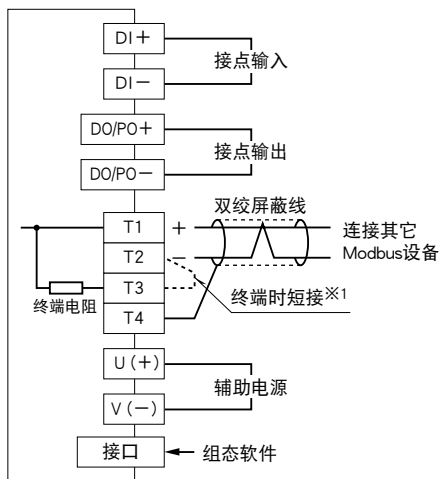 DI+
接点输入
DI−
DO/PO+
接点输出
DO/PO−
双绞屏蔽线
T1
+
连接其它
T2
−
Modbus设备
T3
终端电阻
终端时短接※1
T4
U (+)
辅助电源
V (−)
接口
组态软件